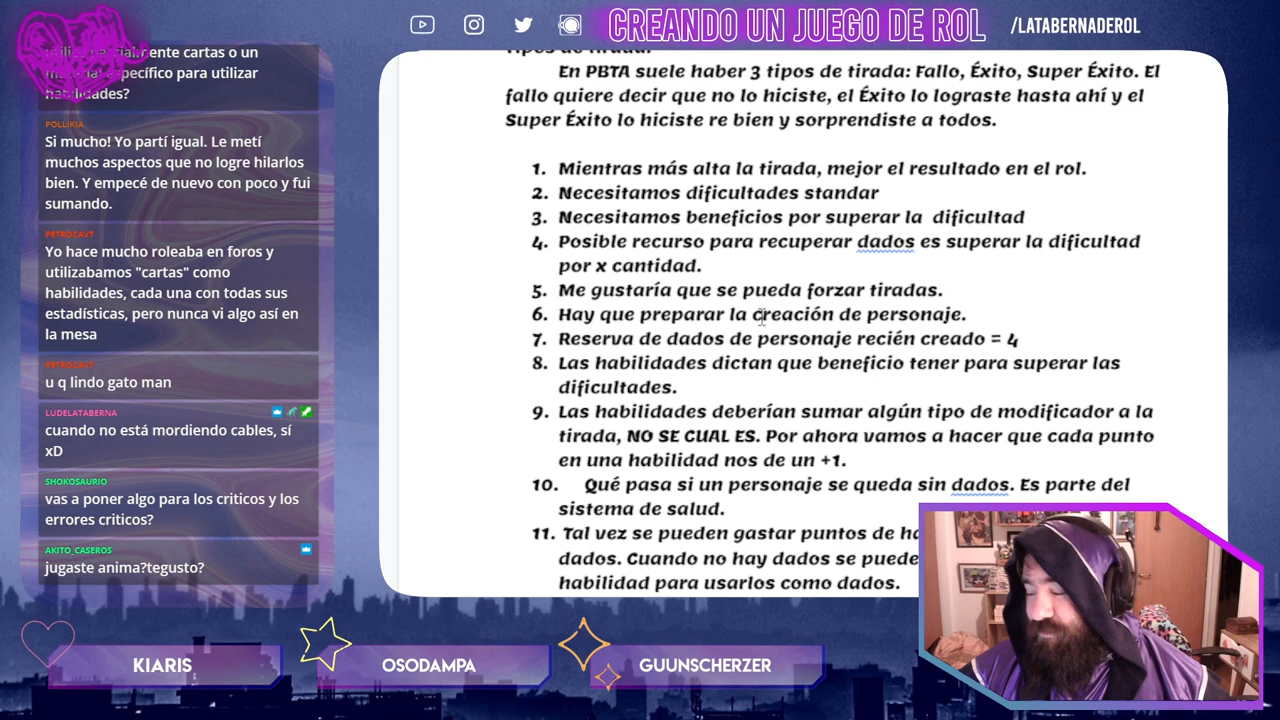 CREANDO UN JUEGO DE ROL
/LATABERNADEROL
ente cartas o un
específico para utilizar
habilidades?
POLLIKIA
Si mucho! Yo partí igual. Le metí
muchos aspectos que no logre hilarlos
bien. Y empecé de nuevo con poco y fui
sumando.
PETROCAVT
Yo hace mucho roleaba en foros y
utilizabamos "cartas" como
habilidades, cada una con todas sus
estadísticas, pero nunca vi algo así en
la mesa
PETROCAVT
u q lindo gato man
LUDELATABERNA
cuando no está mordiendo cables, sí
xD
SHOKOSAURIO
vas a poner algo para los criticos y los
errores criticos?
AKITO_CASEROS
jugaste anima?tegusto?
Tipos de tirada:
En PBTA suele haber 3 tipos de tirada: Fallo, Éxito, Super Éxito. El
fallo quiere decir que no lo hiciste, el Éxito lo lograste hasta ahí y el
Super Éxito lo hiciste re bien y sorprendiste a todos.
1. Mientras más alta la tirada, mejor el resultado en el rol.
2. Necesitamos dificultades standar
3. Necesitamos beneficios por superar la dificultad
4. Posible recurso para recuperar dados es superar la dificultad
por x cantidad.
5. Me gustaría que se pueda forzar tiradas.
6. Hay que preparar la creación de personaje.
7. Reserva de dados de personaje recién creado = 4
8. Las habilidades dictan que beneficio tener para superar las
dificultades.
9. Las habilidades deberían sumar algún tipo de modificador a la
tirada, NO SE CUAL ES. Por ahora vamos a hacer que cada punto
en una habilidad nos de un +1.
10. Qué pasa si un personaje se queda sin dados. Es parte del
sistema de salud.
11. Tal vez se pueden gastar puntos de
dados. Cuando no hay dados se
habilidad para usarlos como dados.
KIARIS
OSODAMPA
GUUNSCHERZER